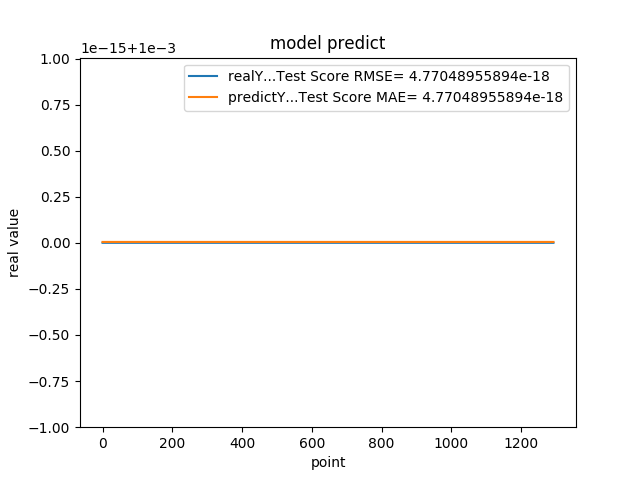 model predict
1e−15+1e−3
realY...Test Score RMSE= 4.77048955894e-18
predictY...Test Score MAE= 4.77048955894e-18
1.00
0.75
0.50
0.25
0.00
−0.25
−0.50
−0.75
−1.00
real value
0 200 400 600 800 1000 1200
point